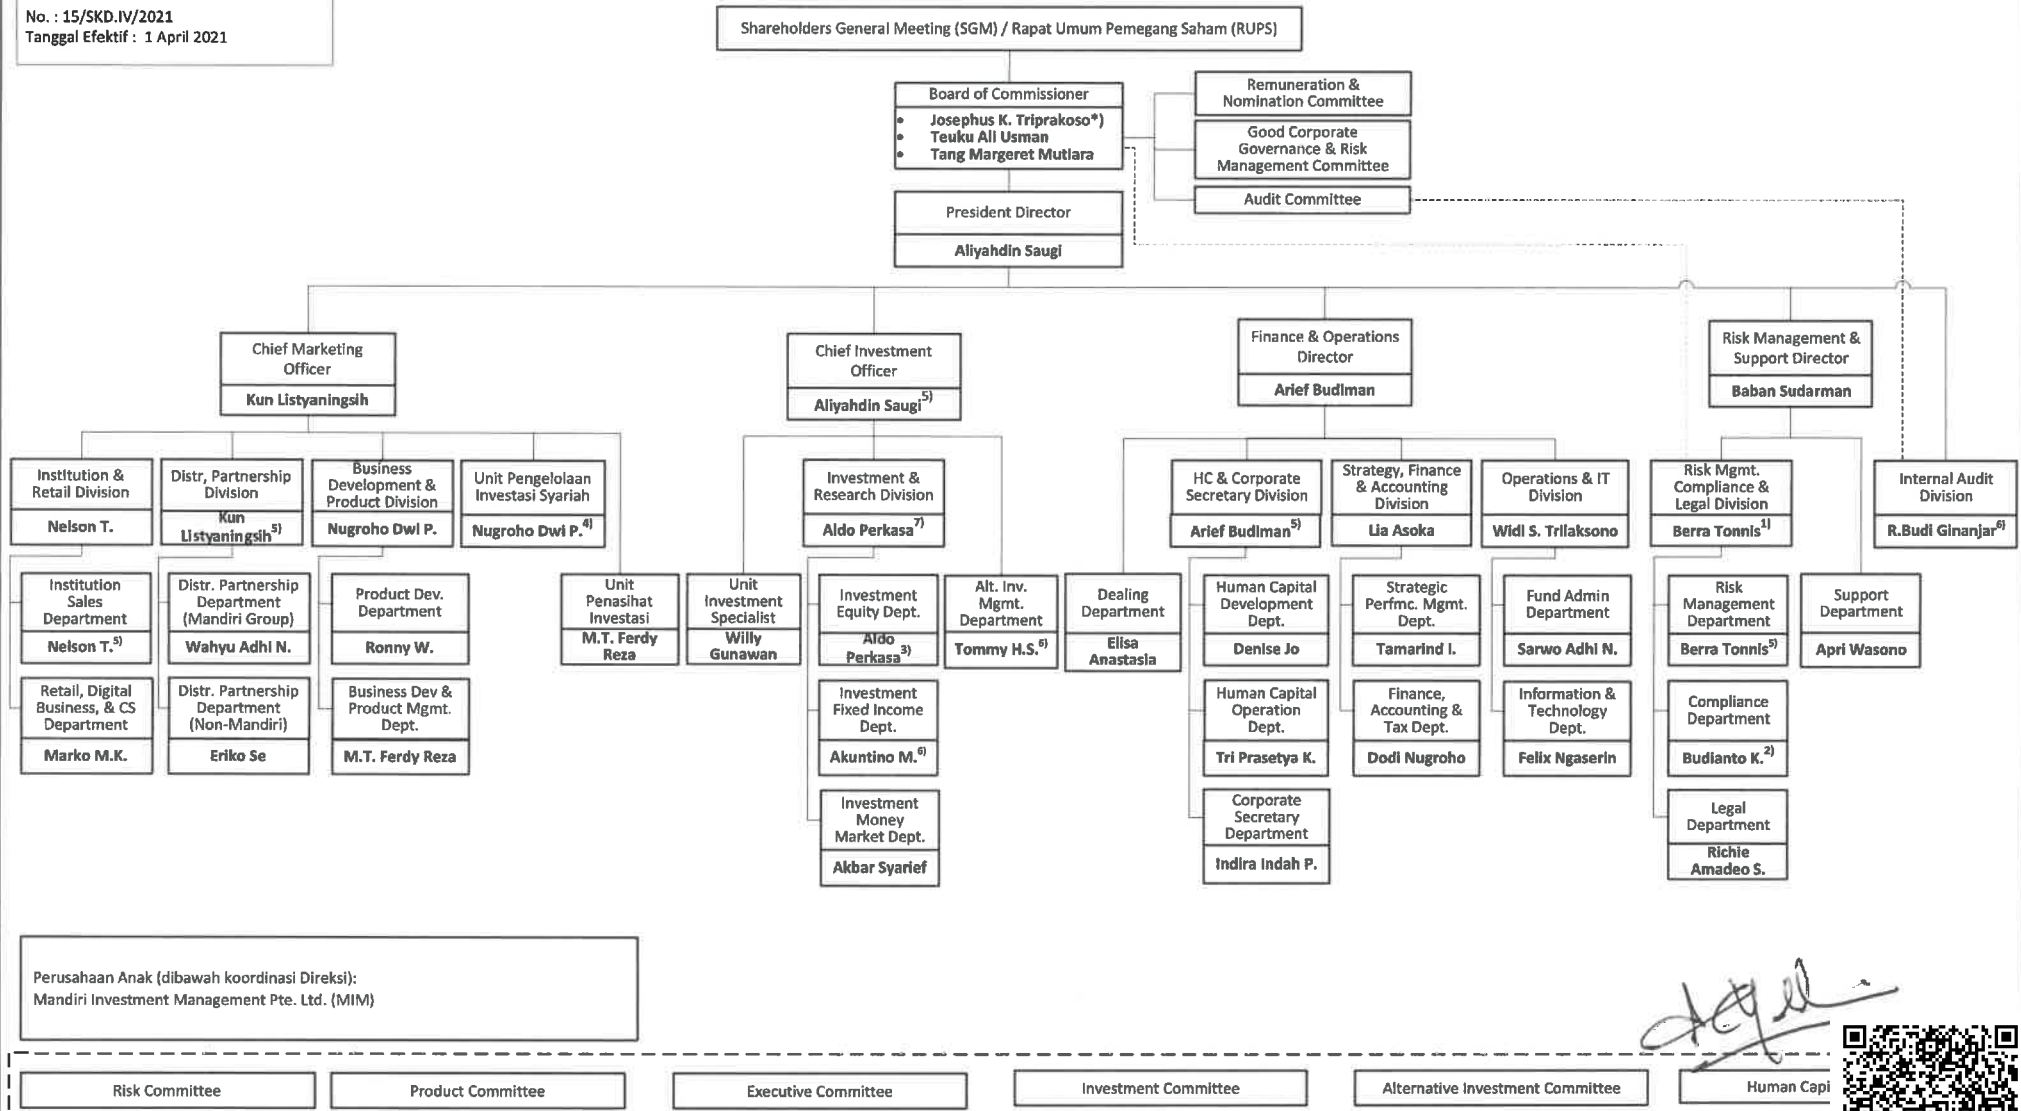 No. : 15/SKD.IV/2021
Tanggal Efektif : 1 April 2021
Shareholders General Meeting (SGM) / Rapat Umum Pemegang Saham (RUPS)
Board of Commissioner
• Josephus K. Triprakoso*)
• Teuku Ali Usman
• Tang Margeret Mutiara
Remuneration &
Nomination Committee
Good Corporate
Governance & Risk
Management Committee
Audit Committee
President Director
Aliyahdin Saugi
Chief Marketing
Officer
Kun Listyaningsih
Chief Investment
Officer
Aliyahdin Saugi5)
Finance & Operations
Director
Arief Budiman
Risk Management &
Support Director
Baban Sudarman
Institution &
Retail Division
Nelson T.
Distr, Partnership
Division
Kun
Listyaningsih5)
Business
Development &
Product Division
Nugroho Dwi P.
Unit Pengelolaan
Investasi Syariah
Nugroho Dwi P.4)
Investment &
Research Division
Aldo Perkasa7)
HC & Corporate
Secretary Division
Arief Budiman5)
Strategy, Finance
& Accounting
Division
Lia Asoka
Operations & IT
Division
Widi S. Trilaksono
Risk Mgmt.
Compliance &
Legal Division
Berra Tonnis1)
Internal Audit
Division
R.Budi Ginanjar6)
Institution
Sales
Department
Nelson T.5)
Distr. Partnership
Department
(Mandiri Group)
Wahyu Adhi N.
Product Dev.
Department
Ronny W.
Unit
Penasihat
Investasi
M.T. Ferdy
Reza
Unit
Investment
Specialist
Willy
Gunawan
Investment
Equity Dept.
Aldo
Perkasa3)
Alt. Inv.
Mgmt.
Department
Tommy H.S.6)
Dealing
Department
Elisa
Anastasia
Human Capital
Development
Dept.
Denise Jo
Strategic
Perfmc. Mgmt.
Dept.
Tamarind I.
Fund Admin
Department
Sarwo Adhi N.
Risk
Management
Department
Berra Tonnis5)
Support
Department
Apri Wasono
Retail, Digital
Business, & CS
Department
Marko M.K.
Distr. Partnership
Department
(Non-Mandiri)
Eriko Se
Business Dev &
Product Mgmt.
Dept.
M.T. Ferdy Reza
Investment
Fixed Income
Dept.
Akuntino M.6)
Human Capital
Operation
Dept.
Tri Prasetya K.
Finance,
Accounting &
Tax Dept.
Dodi Nugroho
Information &
Technology
Dept.
Felix Ngaserin
Compliance
Department
Budianto K.2)
Investment
Money
Market Dept.
Akbar Syarief
Corporate
Secretary
Department
Indira Indah P.
Legal
Department
Richie
Amadeo S.
Perusahaan Anak (dibawah koordinasi Direksi):
Mandiri Investment Management Pte. Ltd. (MIM)
Risk Committee
Product Committee
Executive Committee
Investment Committee
Alternative Investment Committee
Human Capi